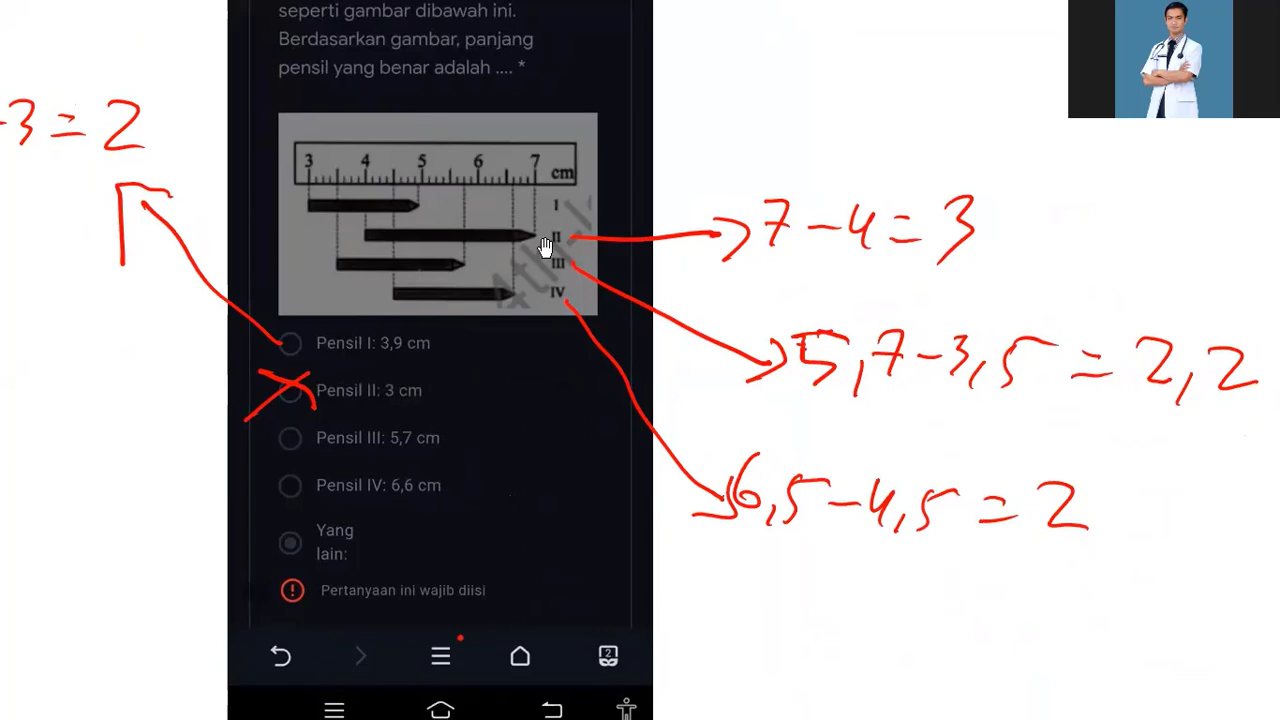 seperti gambar dibawah ini.
Berdasarkan gambar, panjang
pensil yang benar adalah .... *
-3 = 2
3 4 5 6 7 cm
I
II
III
IV
7 - 4 = 3
5,7 - 3,5 = 2,2
6,5 - 4,5 = 2
Pensil I: 3,9 cm
Pensil II: 3 cm
Pensil III: 5,7 cm
Pensil IV: 6,6 cm
Yang
lain:
Pertanyaan ini wajib diisi
2